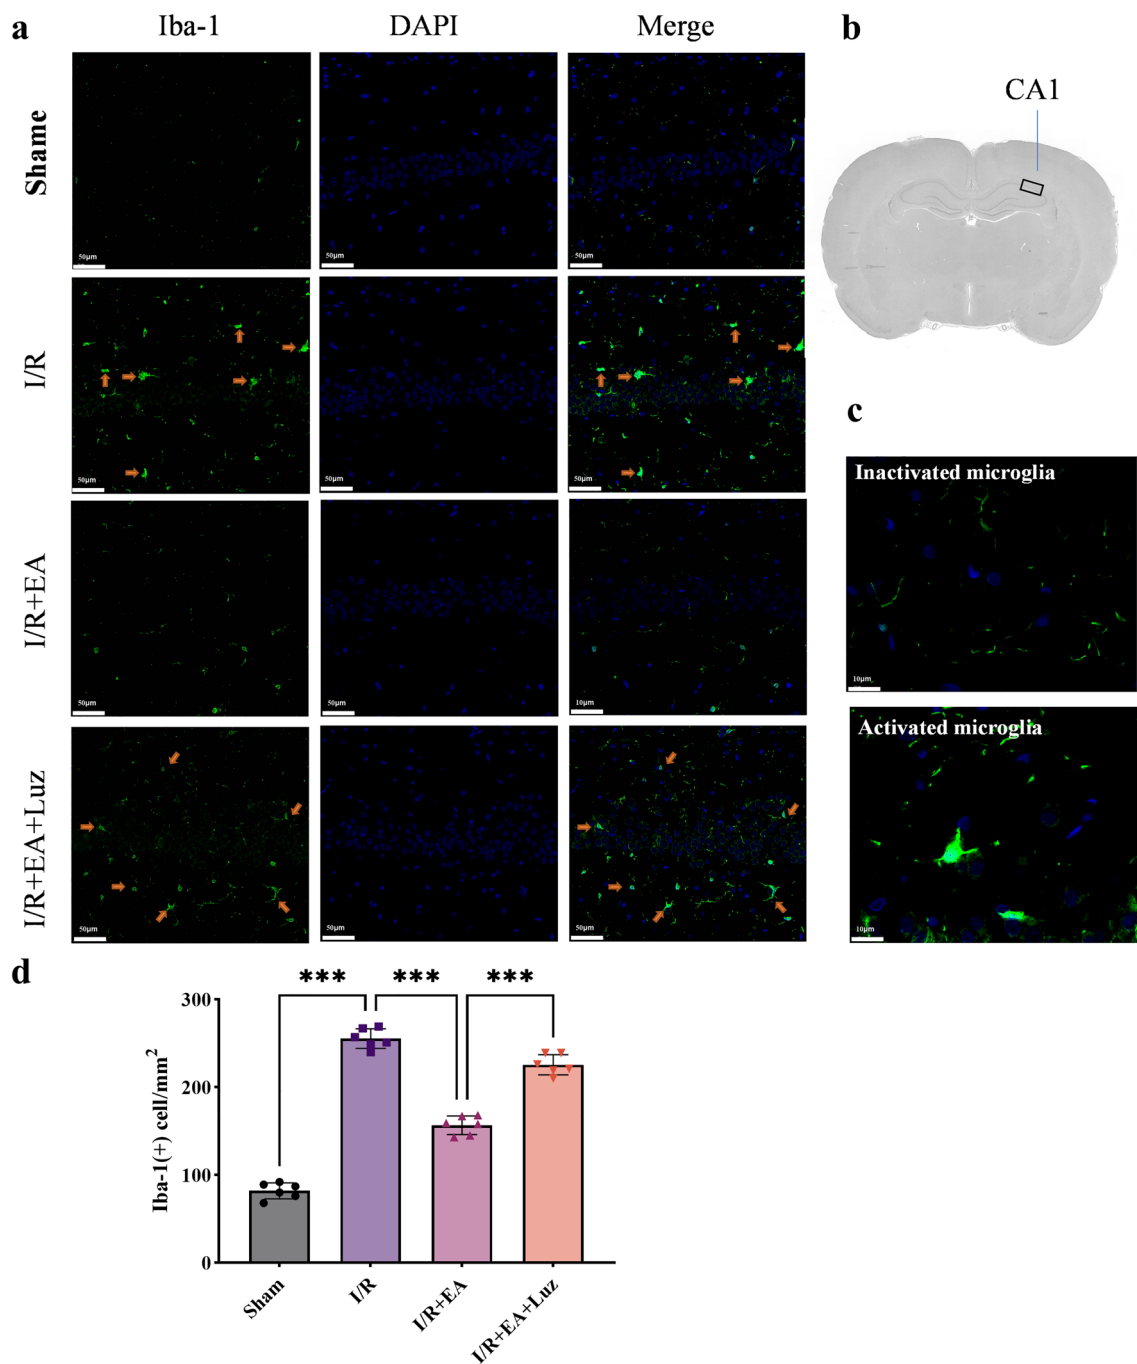 a
Iba-1
DAPI
Merge
b
CA1
Shame
50μm
50μm
50μm
I/R
50μm
50μm
50μm
c
Inactivated microglia
10μm
I/R+EA
50μm
50μm
10μm
Activated microglia
10μm
I/R+EA+Luz
50μm
50μm
50μm
d
*** *** ***
Iba-1(+) cell/mm²
300
200
100
0
Sham
I/R
I/R+EA
I/R+EA+Luz